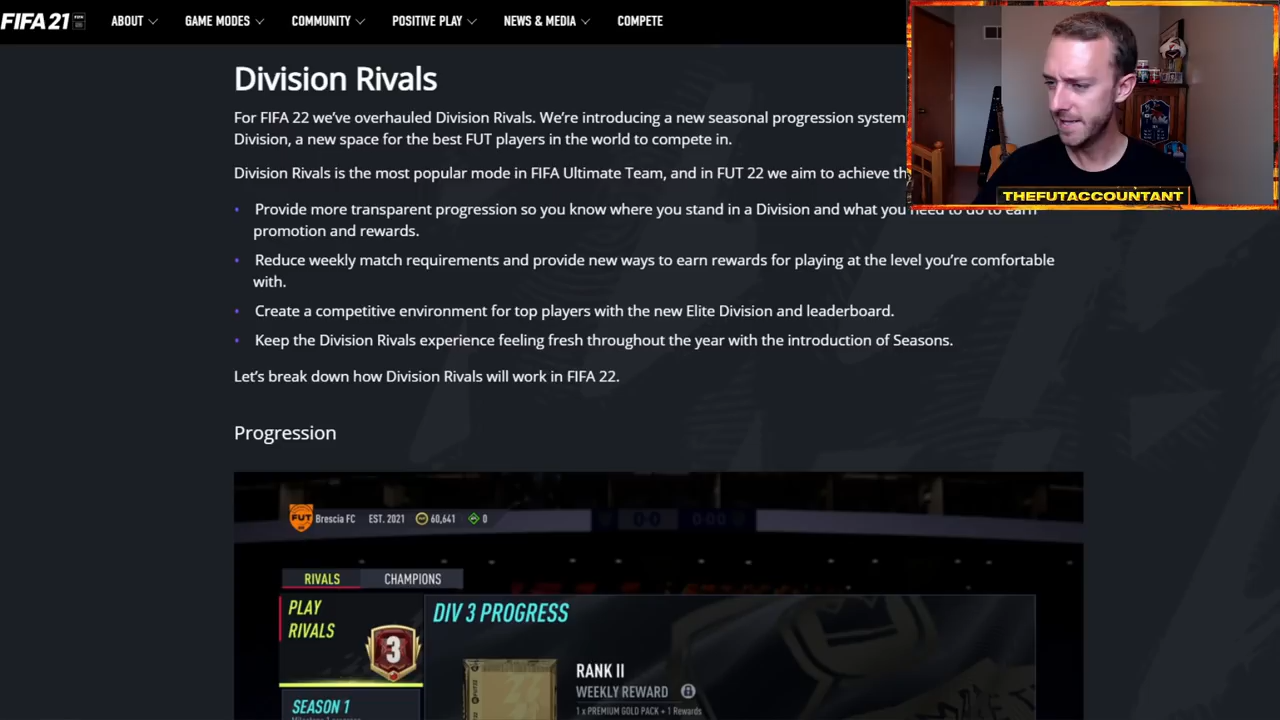 FIFA 21 ABOUT GAME MODES COMMUNITY POSITIVE PLAY NEWS & MEDIA COMPETE
Division Rivals
For FIFA 22 we've overhauled Division Rivals. We're introducing a new seasonal progression system
Division, a new space for the best FUT players in the world to compete in.
Division Rivals is the most popular mode in FIFA Ultimate Team, and in FUT 22 we aim to achieve th
THEFUTACCOUNTANT
• Provide more transparent progression so you know where you stand in a Division and what you need to do to earn
promotion and rewards.
• Reduce weekly match requirements and provide new ways to earn rewards for playing at the level you're comfortable
with.
• Create a competitive environment for top players with the new Elite Division and leaderboard.
• Keep the Division Rivals experience feeling fresh throughout the year with the introduction of Seasons.
Let's break down how Division Rivals will work in FIFA 22.
Progression
FUT Brescia FC EST. 2021 60,641 0
0-0 0:00
RIVALS CHAMPIONS
PLAY
RIVALS
3
DIV 3 PROGRESS
RANK II
WEEKLY REWARD
1 x PREMIUM GOLD PACK + 1 Rewards
SEASON 1